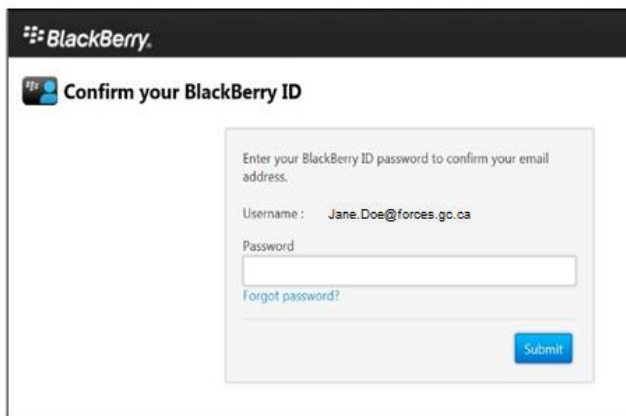 BlackBerry.
Confirm your BlackBerry ID
Enter your BlackBerry ID password to confirm your email
address.
Username : Jane.Doe@forces.gc.ca
Password
Forgot password?
Submit